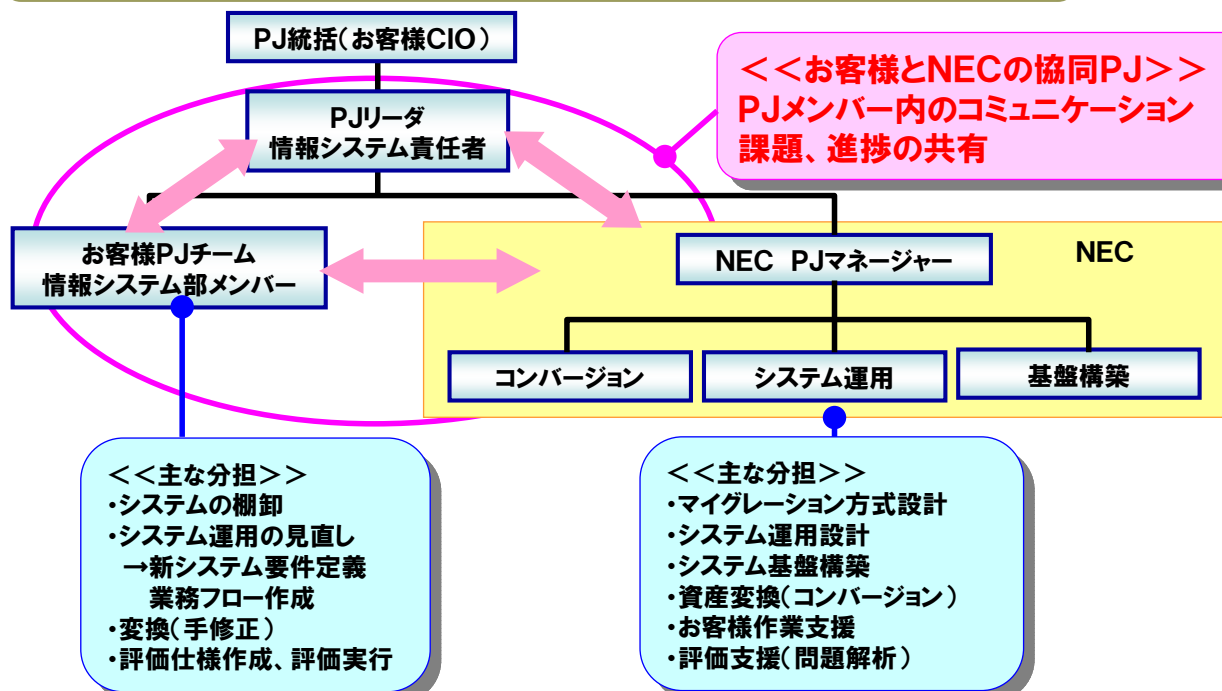 PJ統括(お客様CIO)
<<お客様とNECの協同PJ>>
PJメンバー内のコミュニケーション
課題、進捗の共有
PJリーダ
情報システム責任者
お客様PJチーム
情報システム部メンバー
NEC PJマネージャー
NEC
コンバージョン
システム運用
基盤構築
<<主な分担>>
・システムの棚卸
・システム運用の見直し
→新システム要件定義
業務フロー作成
・変換(手修正)
・評価仕様作成、評価実行
<<主な分担>>
・マイグレーション方式設計
・システム運用設計
・システム基盤構築
・資産変換(コンバージョン)
・お客様作業支援
・評価支援(問題解析)